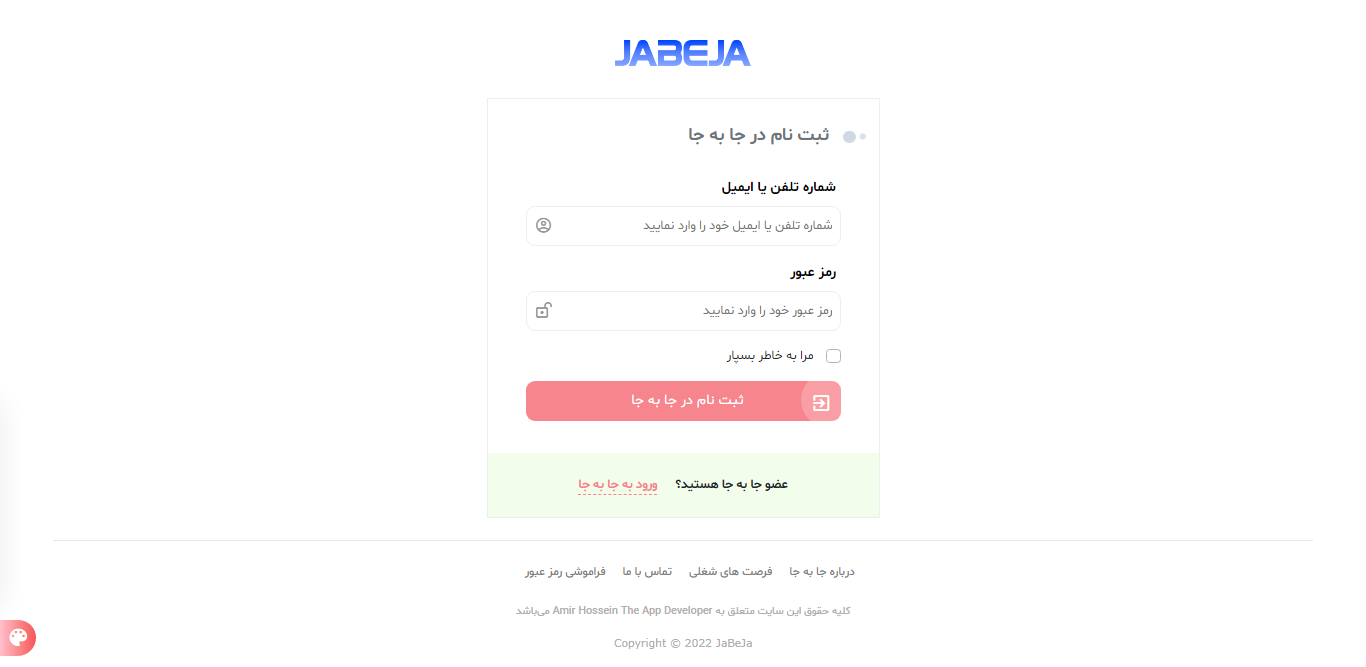 JABEJA
ثبت نام در جا به جا
شماره تلفن یا ایمیل
شماره تلفن یا ایمیل خود را وارد نمایید
رمز عبور
رمز عبور خود را وارد نمایید
مرا به خاطر بسپار
ثبت نام در جا به جا
عضو جا به جا هستید؟ ورود به جا به جا
درباره جا به جا فرصت های شغلی تماس با ما فراموشی رمز عبور
کلیه حقوق این سایت متعلق به Amir Hossein The App Developer می‌باشد
Copyright © 2022 JaBeJa